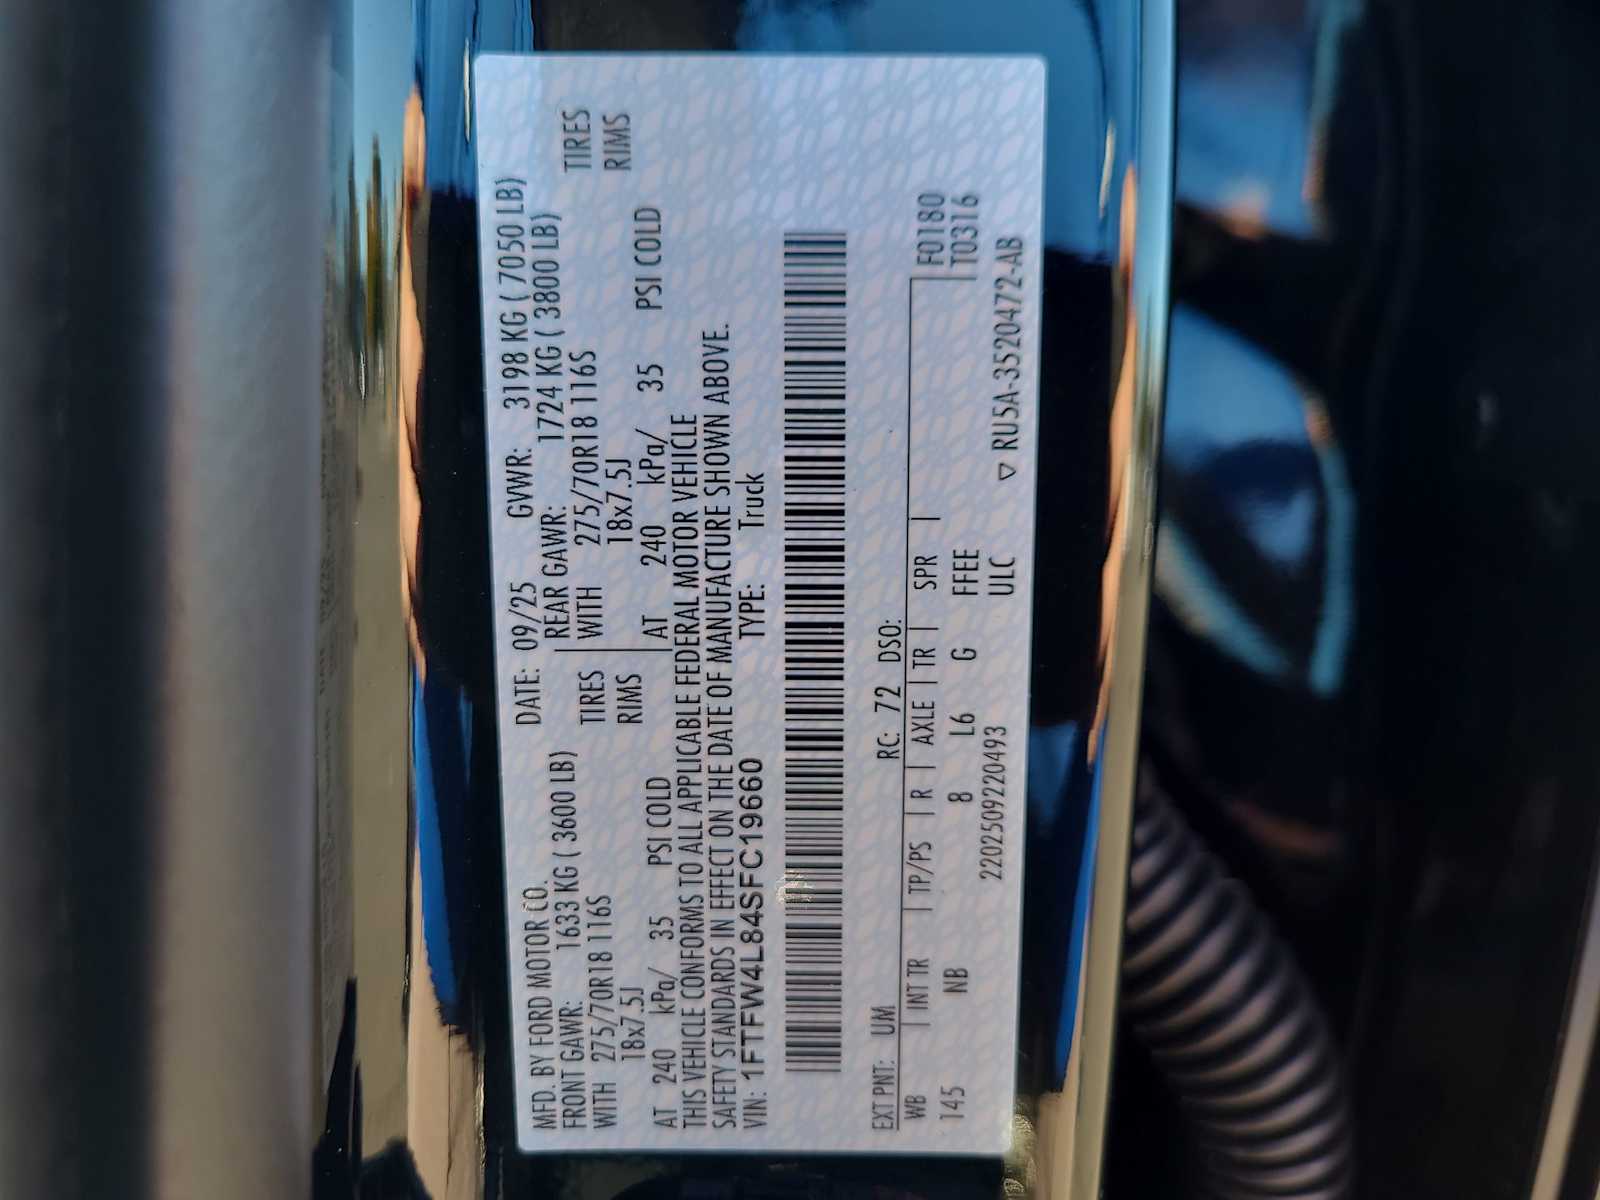 MFD. BY FORD MOTOR CO. DATE: 09/25 GVWR: 3198 KG ( 7050 LB)
FRONT GAWR: 1633 KG ( 3600 LB) REAR GAWR: 1724 KG ( 3800 LB)
WITH 275/70R18 116S TIRES WITH 275/70R18 116S TIRES
18x7.5J RIMS 18x7.5J RIMS
AT 240 kPa/ 35 PSI COLD AT 240 kPa/ 35 PSI COLD
THIS VEHICLE CONFORMS TO ALL APPLICABLE FEDERAL MOTOR VEHICLE
SAFETY STANDARDS IN EFFECT ON THE DATE OF MANUFACTURE SHOWN ABOVE.
VIN: 1FTFW4L84SFC19660 TYPE: Truck
EXT PNT: UM RC: 72 DSO:
WB INT TR TP/PS R AXLE TR SPR F0180
145 NB 8 L6 G FFEE T0316
2202509220493 ULC ▽ RU5A-3520472-AB